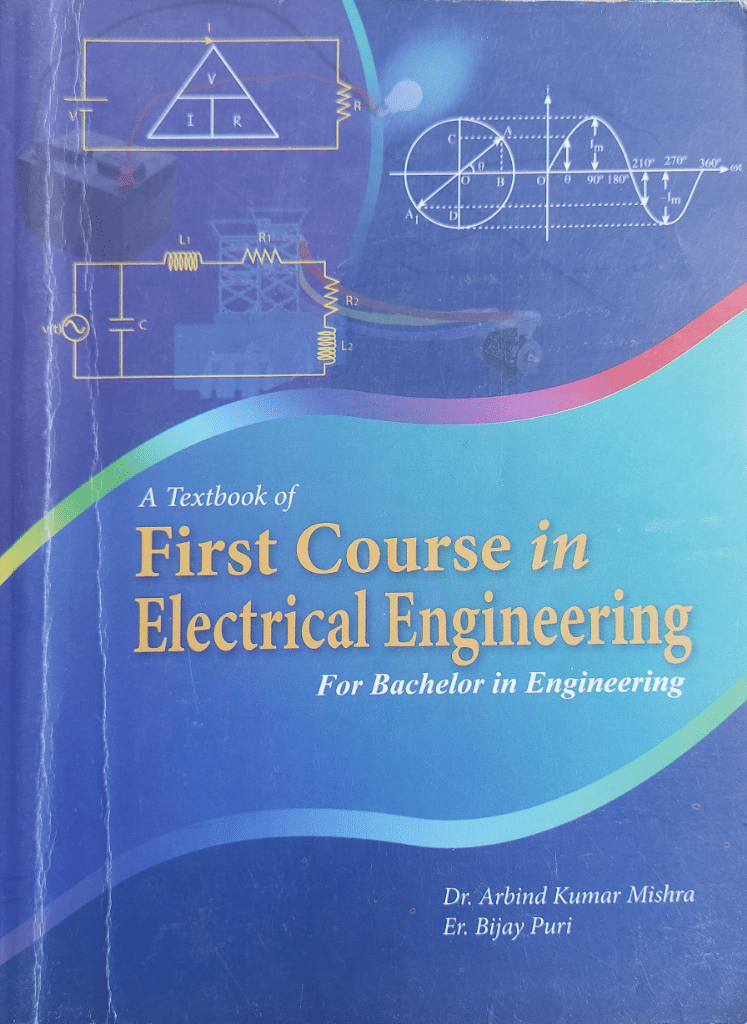 I
V
I R
V
R
C
A
θ
O
B
A₁
D
i
Iₘ
O
θ
90° 180°
210° 270° 360°
ωt
-Iₘ
L₁
R₁
v(t)
C
R₂
L₂
A Textbook of
First Course in
Electrical Engineering
For Bachelor in Engineering
Dr. Arbind Kumar Mishra
Er. Bijay Puri